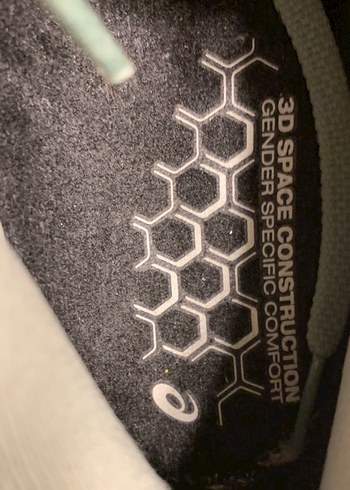 3D SPACE CONSTRUCTION
GENDER SPECIFIC COMFORT